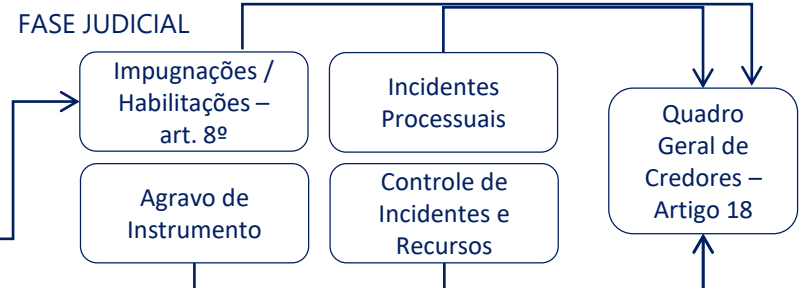 FASE JUDICIAL
Impugnações /
Habilitações –
art. 8º
Incidentes
Processuais
Quadro
Geral de
Credores –
Artigo 18
Agravo de
Instrumento
Controle de
Incidentes e
Recursos